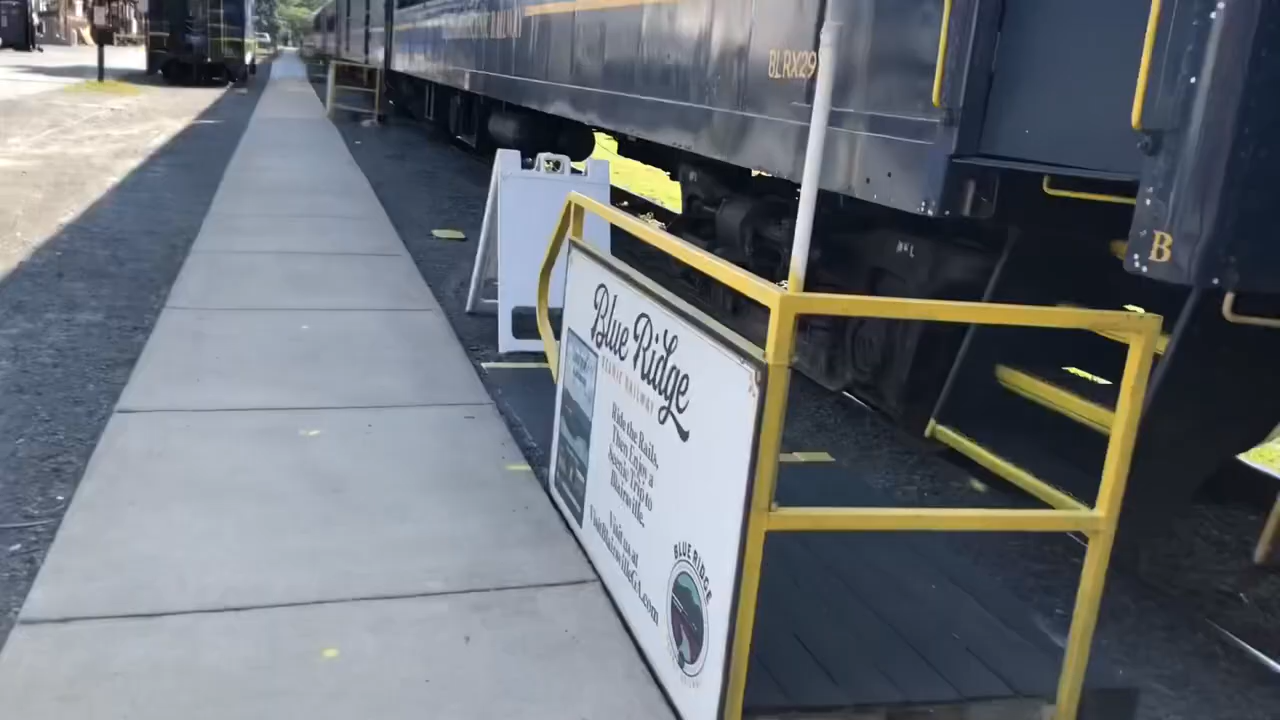 BLRX29
B
Blue Ridge
SCENIC RAILWAY
Ride the Rails,
Then Enjoy a
Scenic Trip to
Blairsville.
Visit us at
VisitBlairsvilleGA.com
BLUE RIDGE